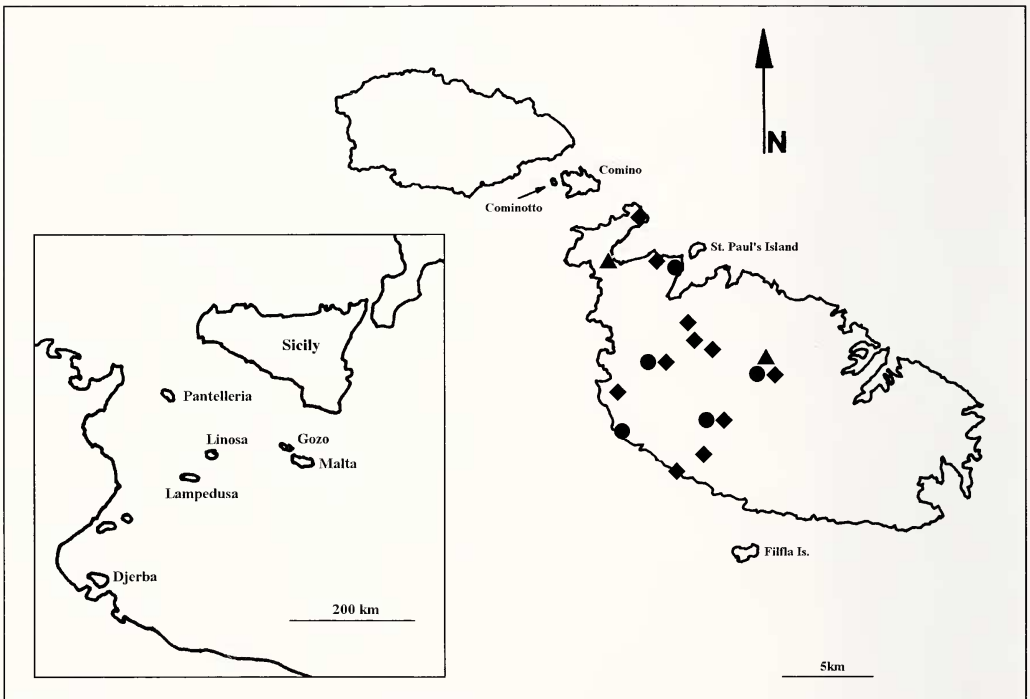 N
Comino
Cominotto
St. Paul's Island
Filfla Is.
5km
Sicily
Pantelleria
Linosa
Gozo
Malta
Lampedusa
Djerba
200 km